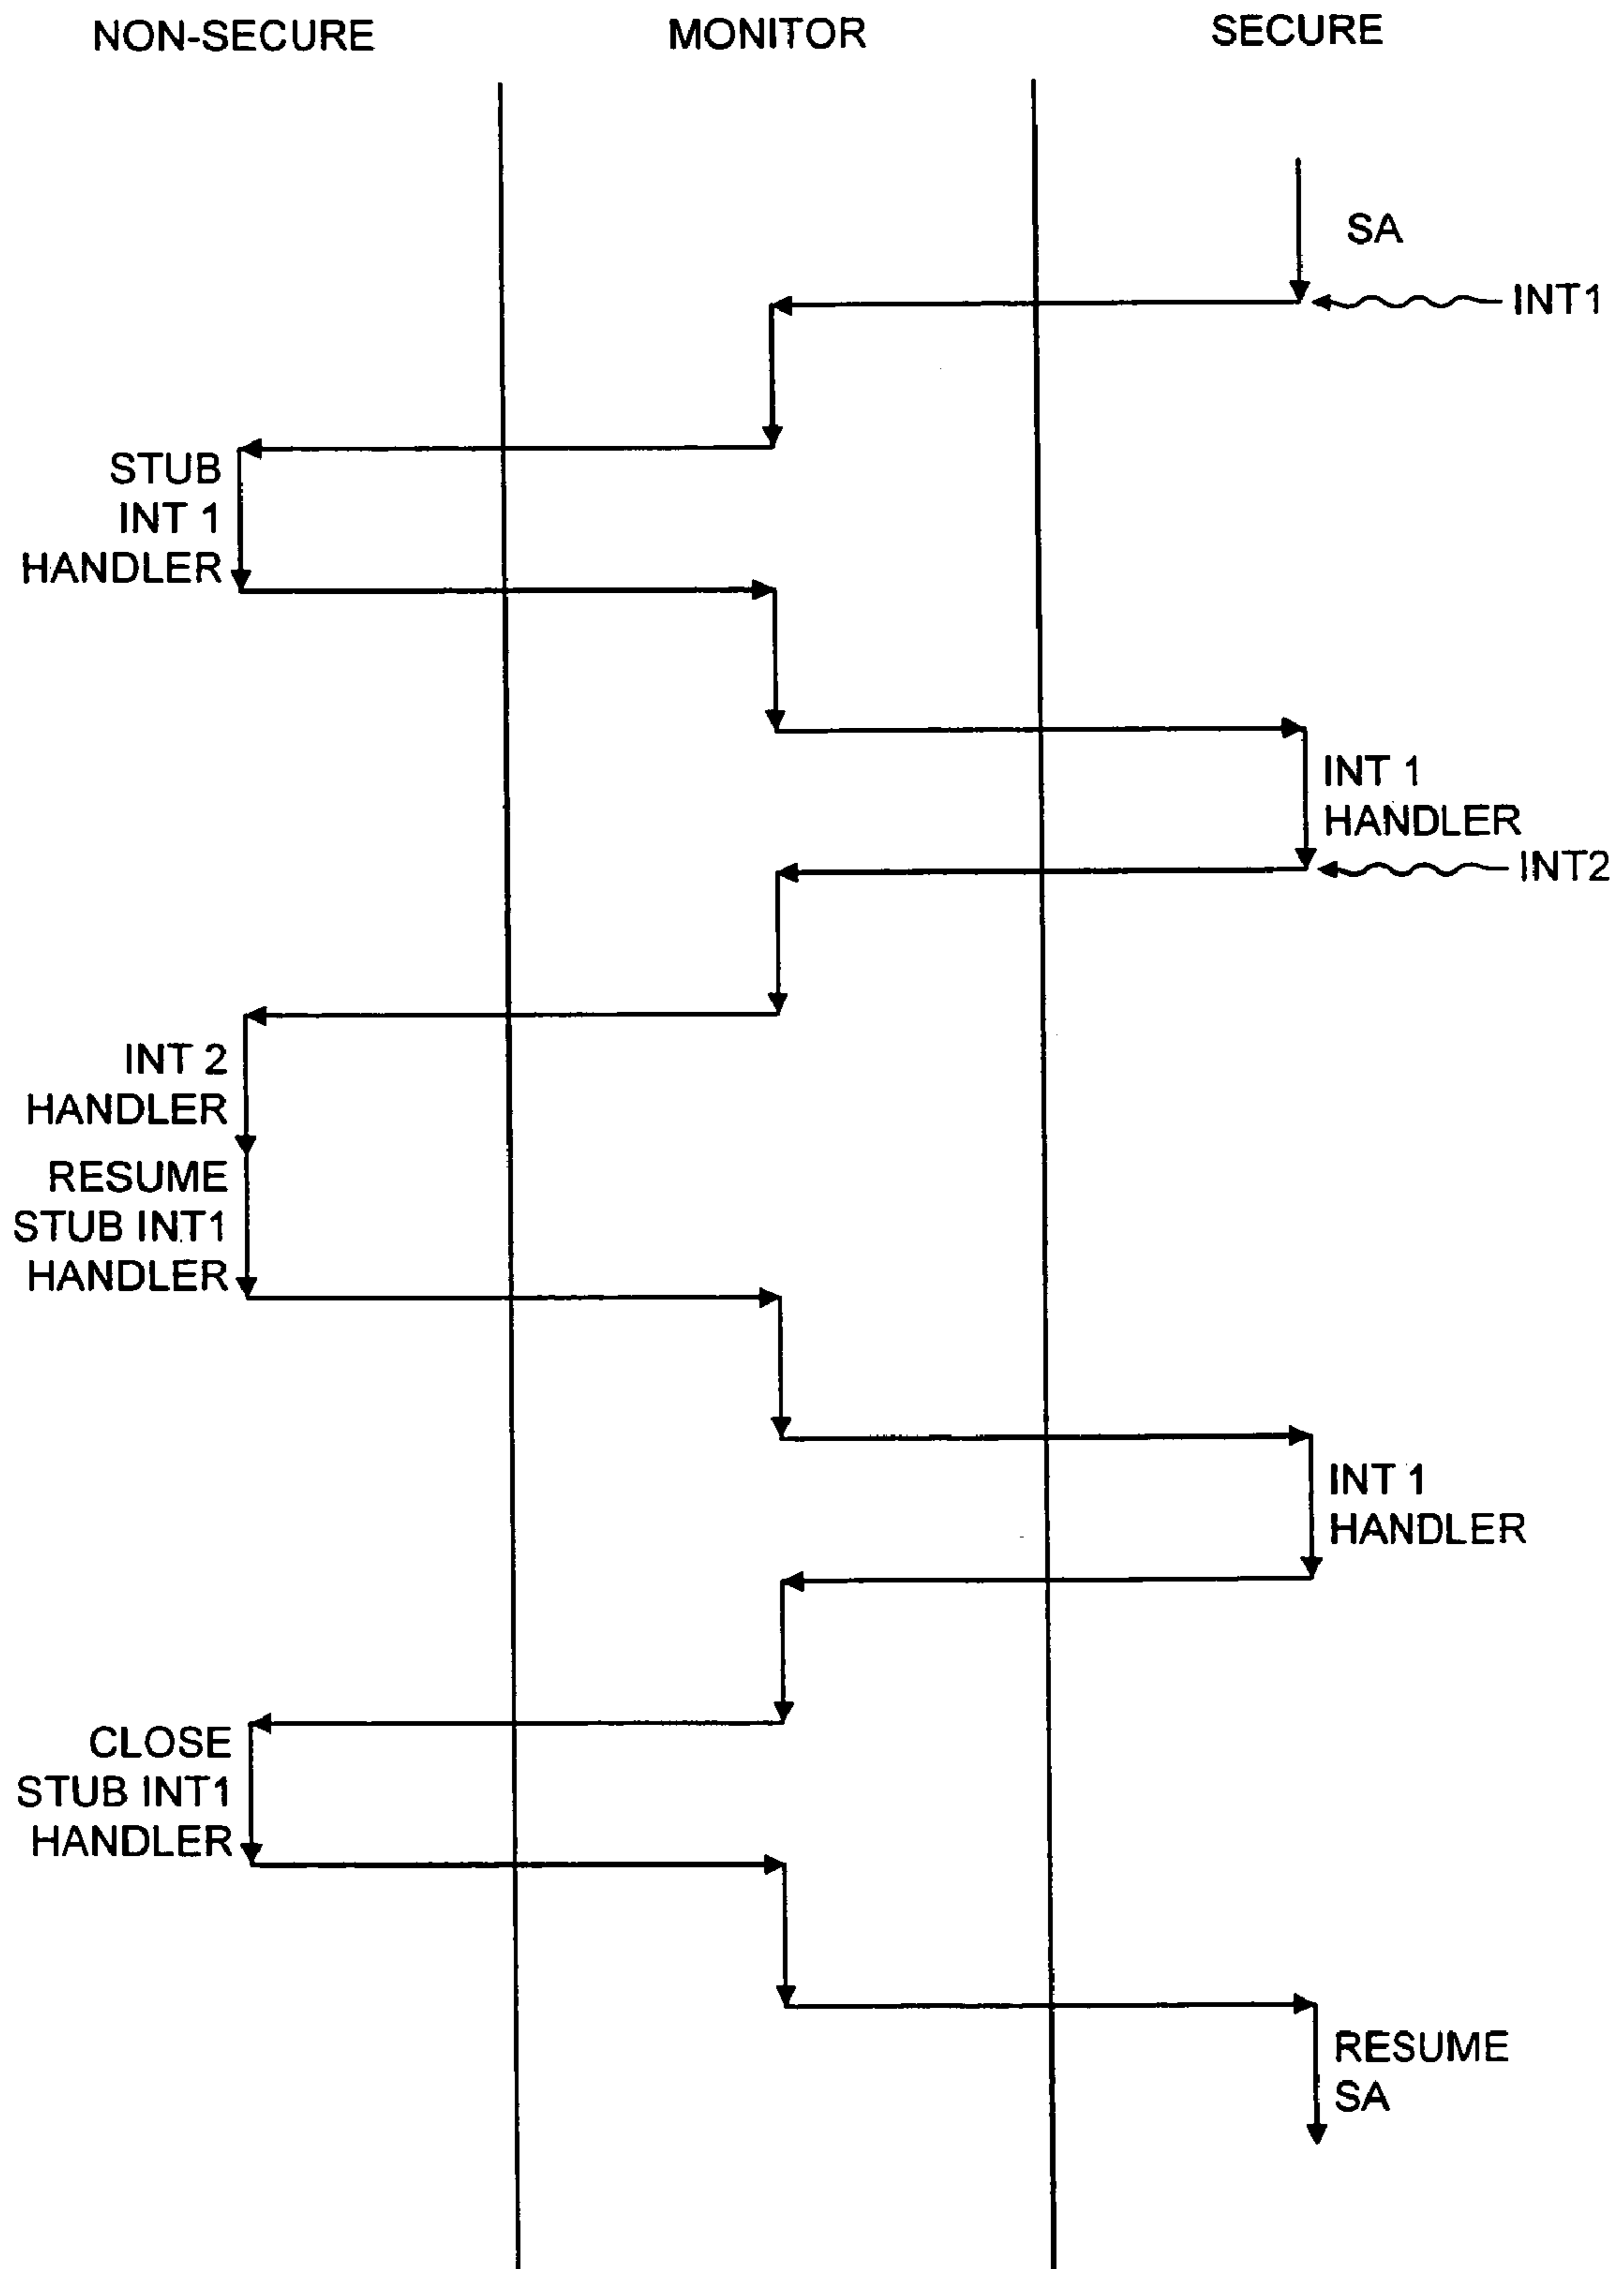 NON-SECURE
MONITOR
SECURE
SA
INT1
STUB
INT 1
HANDLER
INT 1
HANDLER
INT2
INT 2
HANDLER
RESUME
STUB INT1
HANDLER
INT 1
HANDLER
CLOSE
STUB INT1
HANDLER
RESUME
SA